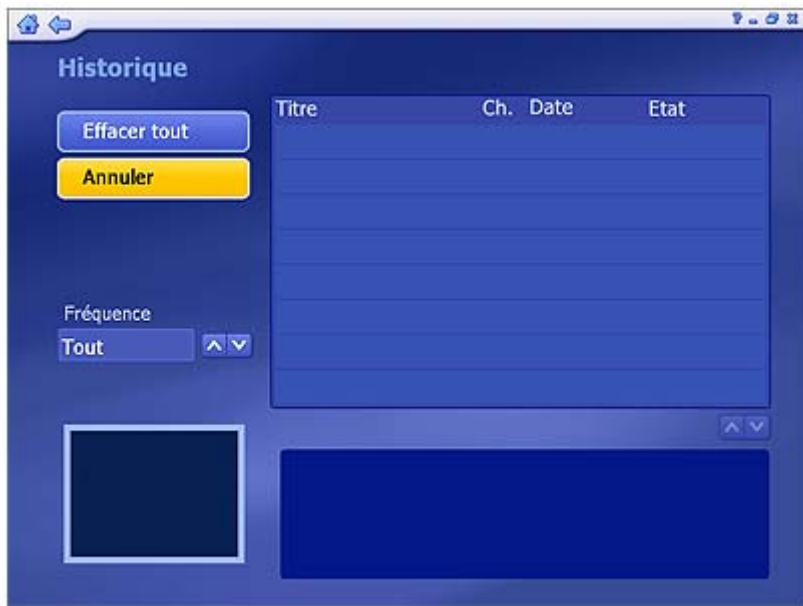 Historique
Effacer tout
Annuler
Titre Ch. Date Etat
Fréquence
Tout